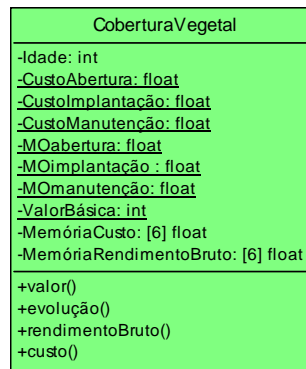 CoberturaVegetal
-Idade: int
-CustoAbertura: float
-CustoImplantação: float
-CustoManutenção: float
-MOabertura: float
-MOimplantação : float
-MOmanutenção: float
-ValorBásica: int
-MemóriaCusto: [6] float
-MemóriaRendimentoBruto: [6] float
+valor()
+evolução()
+rendimentoBruto()
+custo()